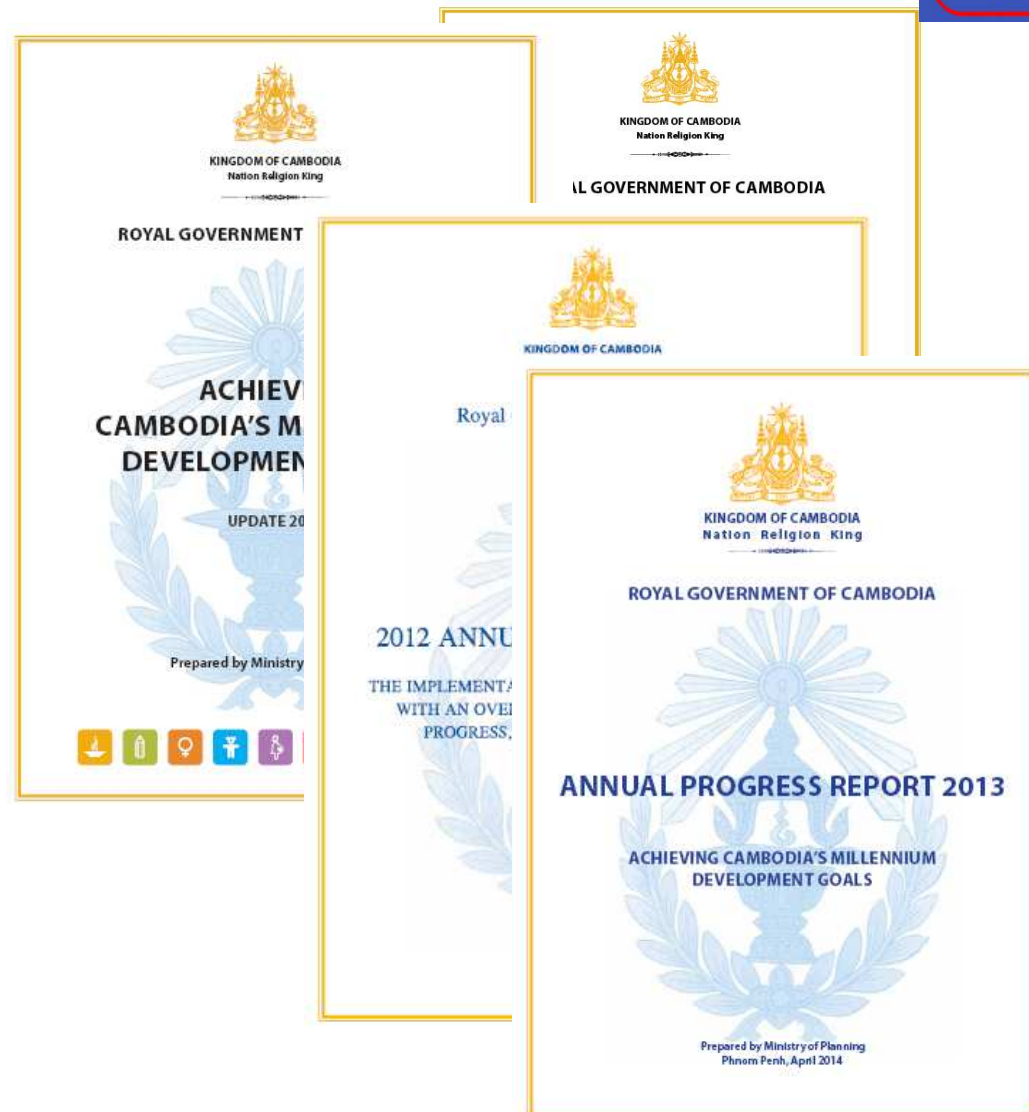 KINGDOM OF CAMBODIA
Nation Religion King
ROYAL GOVERNMENT
ACHIEV
CAMBODIA'S M
DEVELOPMEN
UPDATE 20
Prepared by Ministry
KINGDOM OF CAMBODIA
Nation Religion King
L GOVERNMENT OF CAMBODIA
KINGDOM OF CAMBODIA
Royal
2012 ANNU
THE IMPLEMENTA
WITH AN OVE
PROGRESS,
KINGDOM OF CAMBODIA
Nation Religion King
ROYAL GOVERNMENT OF CAMBODIA
ANNUAL PROGRESS REPORT 2013
ACHIEVING CAMBODIA'S MILLENNIUM
DEVELOPMENT GOALS
Prepared by Ministry of Planning
Phnom Penh, April 2014